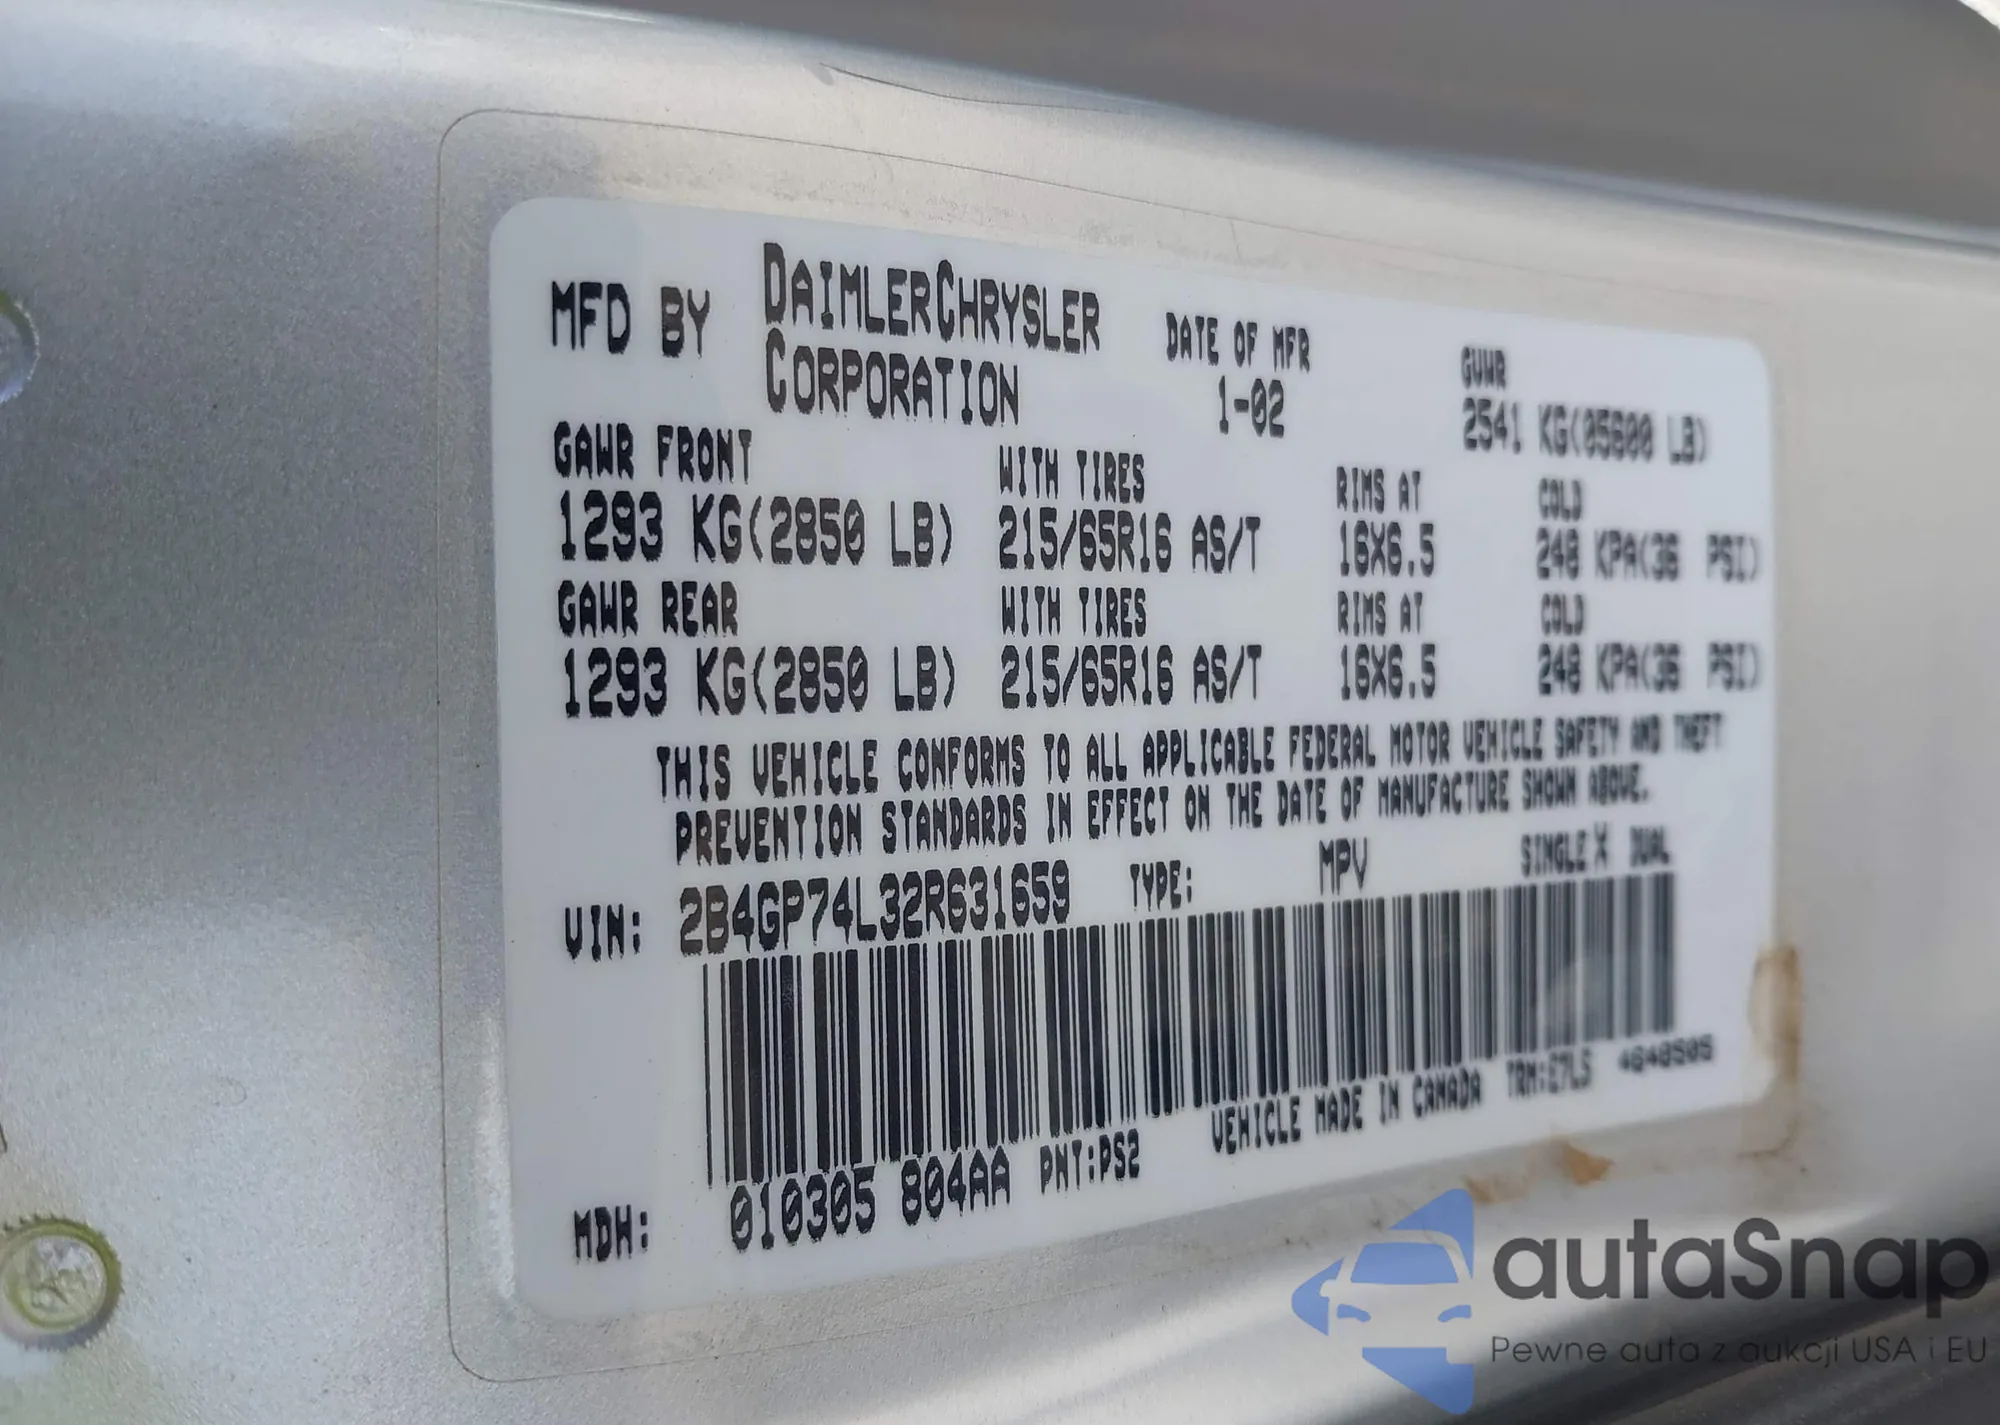 MFD BY DAIMLERCHRYSLER CORPORATION DATE OF MFR 1-02 GVWR 2541 KG(05600 LB)
GAWR FRONT WITH TIRES RIMS AT COLD
1293 KG(2850 LB) 215/65R16 AS/T 16X6.5 248 KPA(36 PSI)
GAWR REAR WITH TIRES RIMS AT COLD
1293 KG(2850 LB) 215/65R16 AS/T 16X6.5 248 KPA(36 PSI)
THIS VEHICLE CONFORMS TO ALL APPLICABLE FEDERAL MOTOR VEHICLE SAFETY AND THEFT
PREVENTION STANDARDS IN EFFECT ON THE DATE OF MANUFACTURE SHOWN ABOVE.
VIN: 2B4GP74L32R631659 TYPE: MPV SINGLE X DUAL
MDH: 010305 804AA PNT:PS2 VEHICLE MADE IN CANADA TRM:E7L5 4648505
autaSnap
Pewne auta z aukcji USA i EU